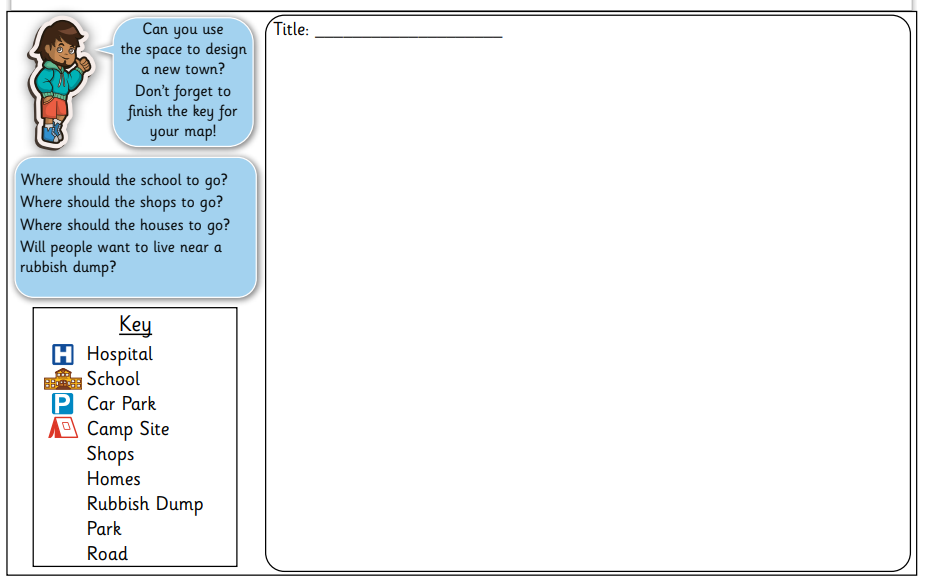 Can you use
the space to design
a new town?
Don't forget to
finish the key for
your map!
Where should the school to go?
Where should the shops to go?
Where should the houses to go?
Will people want to live near a
rubbish dump?
Key
H Hospital
School
P Car Park
Camp Site
Shops
Homes
Rubbish Dump
Park
Road
Title: ____________________